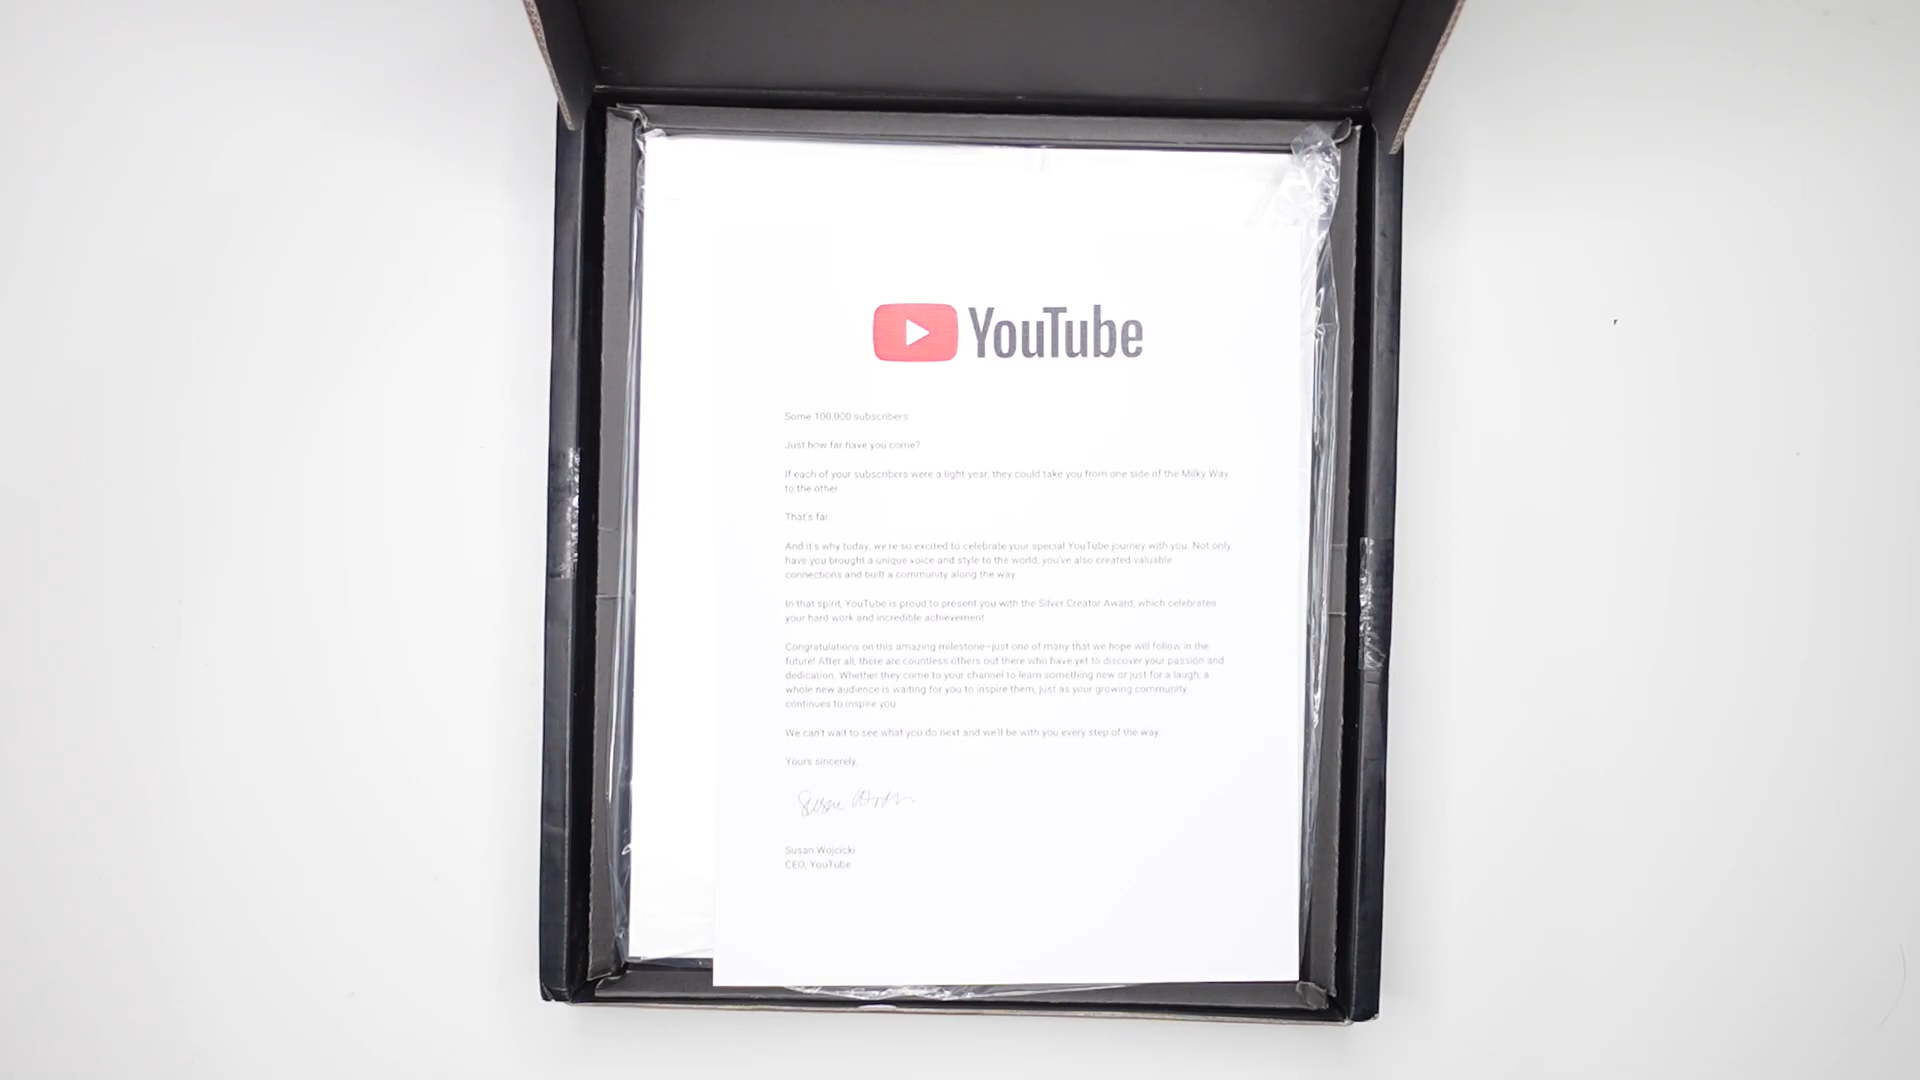 YouTube
Some 100,000 subscribers
Just how far have you come?
If each of your subscribers were a light-year, they could take you from one side of the Milky Way
to the other.
That's far.
And it's why today, we're so excited to celebrate your special YouTube journey with you. Not only
have you brought a unique voice and style to the world, you've also created valuable
connections and built a community along the way.
In that spirit, YouTube is proud to present you with the Silver Creator Award, which celebrates
your hard work and incredible achievement.
Congratulations on this amazing milestone–just one of many that we hope will follow in the
future! After all, there are countless others out there who have yet to discover your passion and
dedication. Whether they come to your channel to learn something new or just for a laugh, a
whole new audience is waiting for you to inspire them, just as your growing community
continues to inspire you.
We can't wait to see what you do next and we'll be with you every step of the way.
Yours sincerely,
Susan Wojcicki
CEO, YouTube